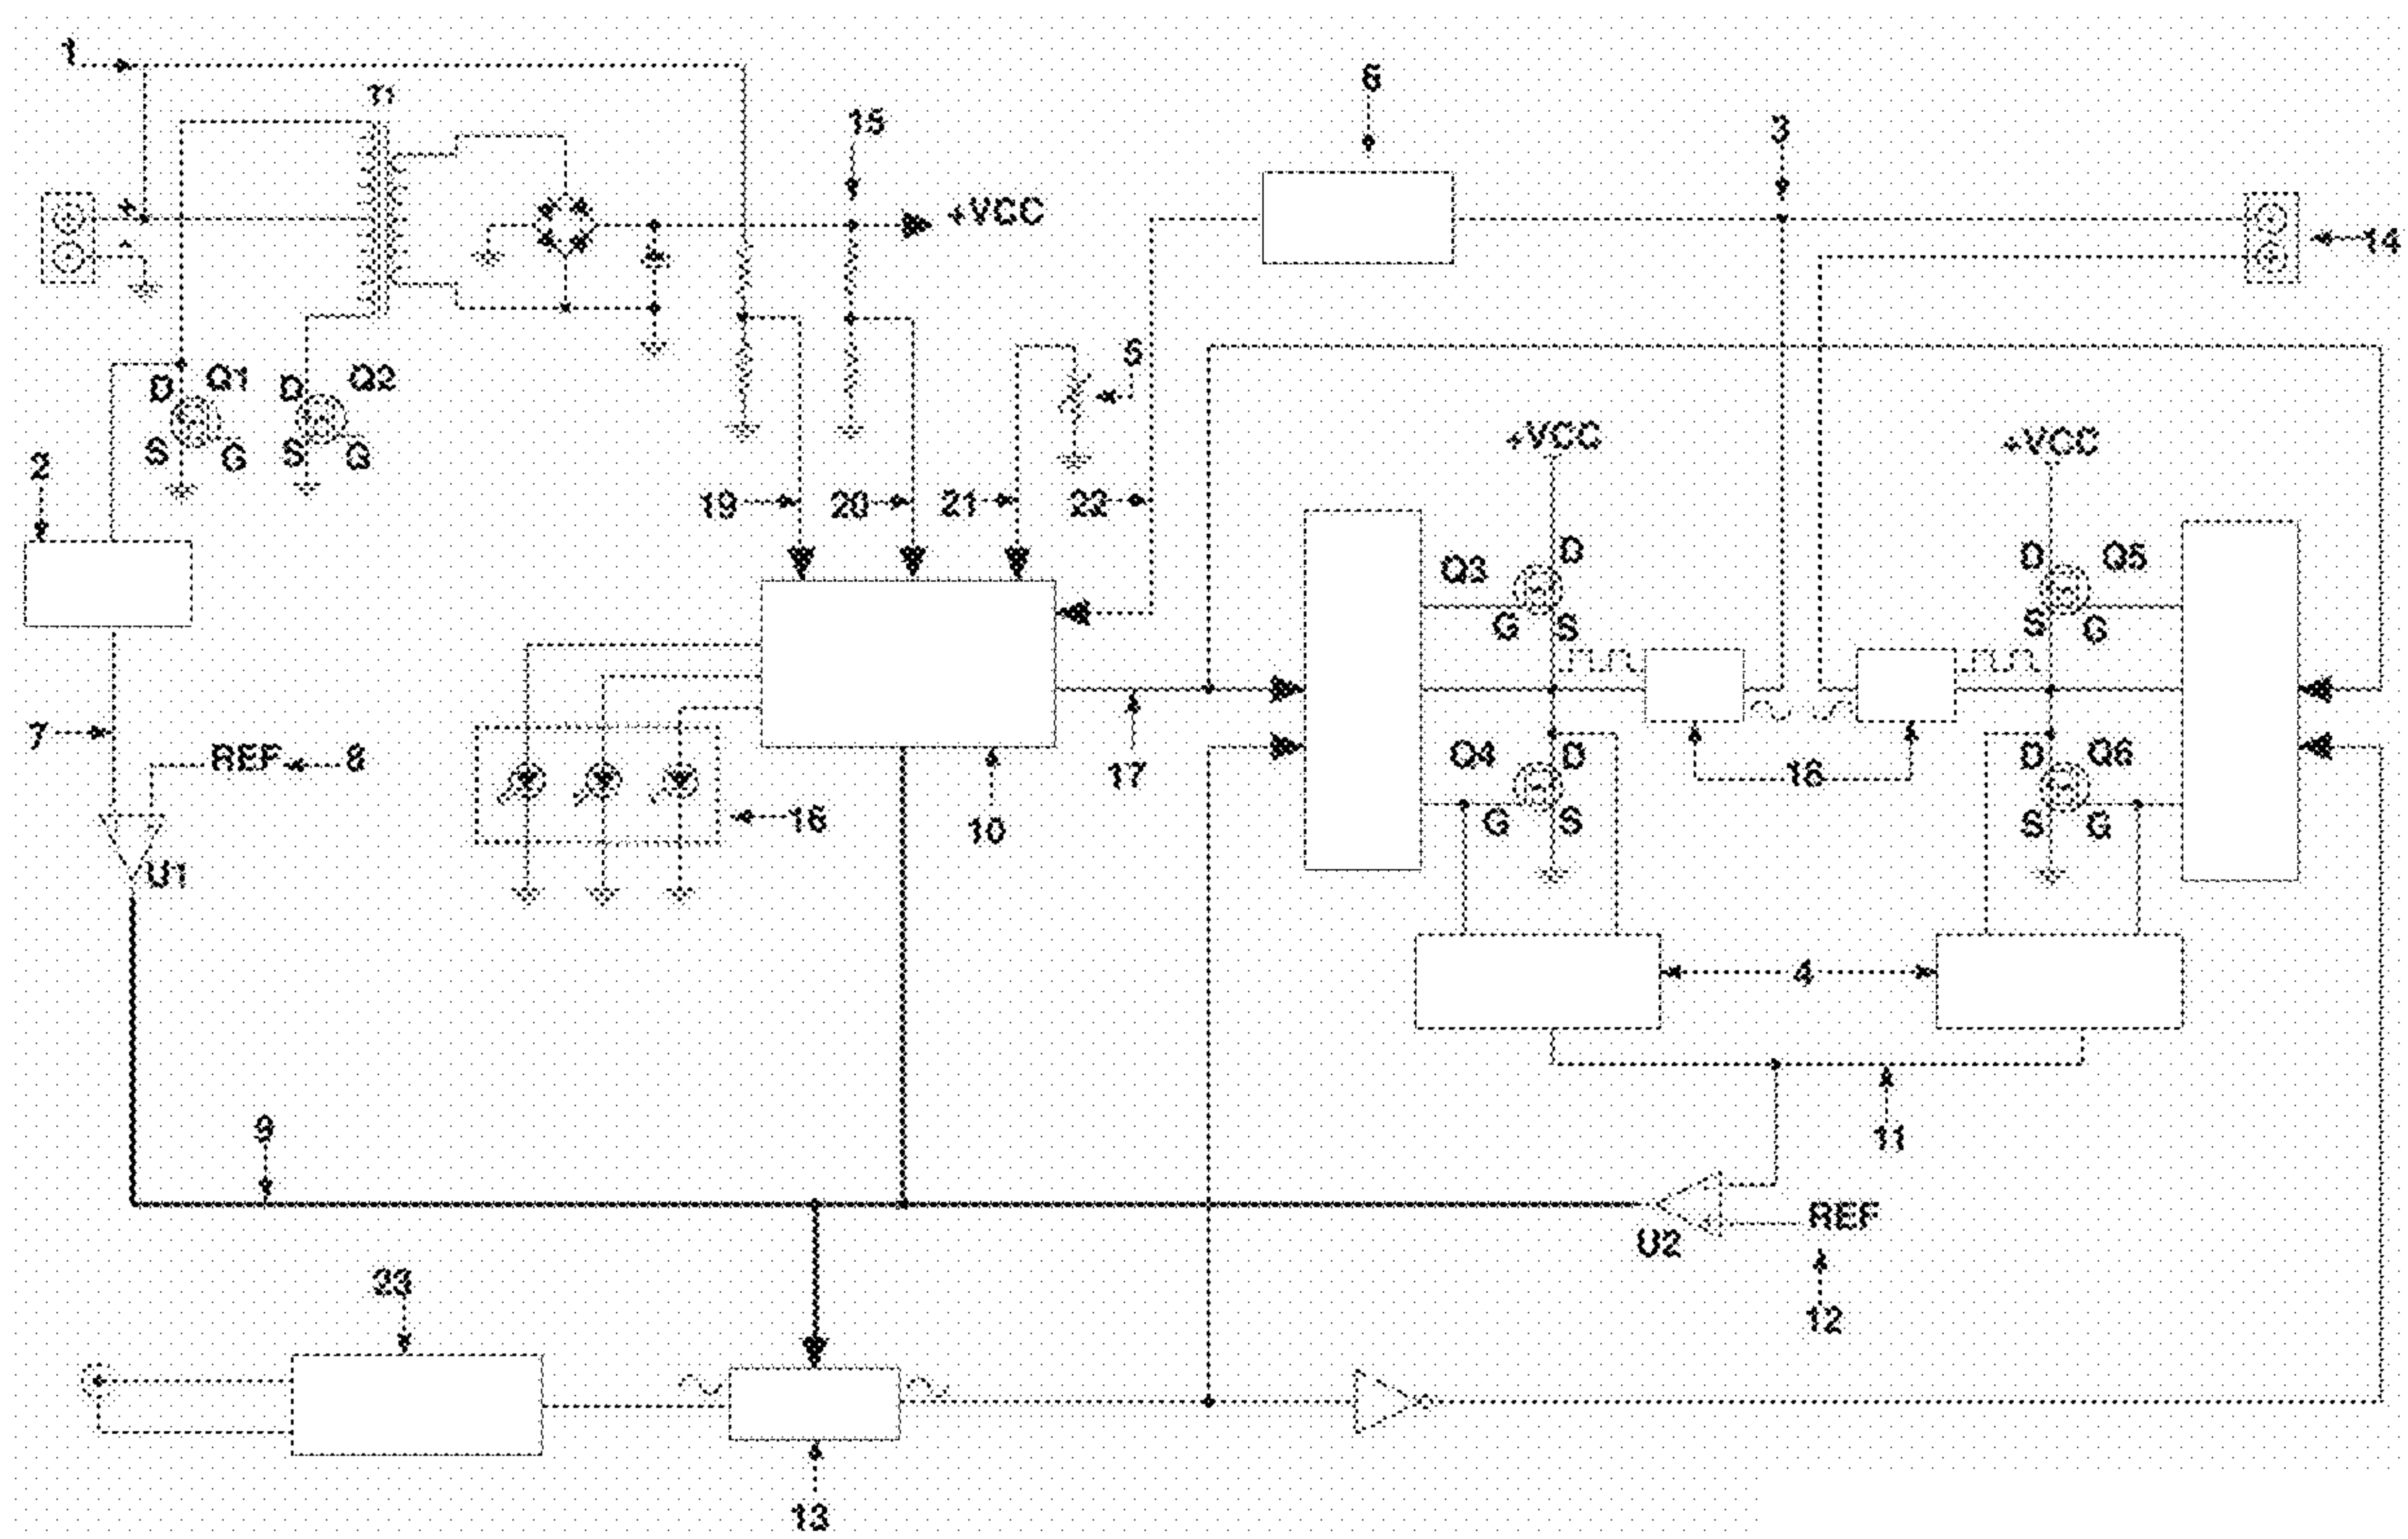 1
T1
15
6
3
+
+VCC
14
-
5
D Q1 D Q2
S G S G
2
+VCC +VCC
19 20 21 22
D D Q5
Q3
G S S G
7
REF 8
Q4 D D Q6
17 18
16 10
G S S G
U1
4
9
11
REF
U2
23
12
13